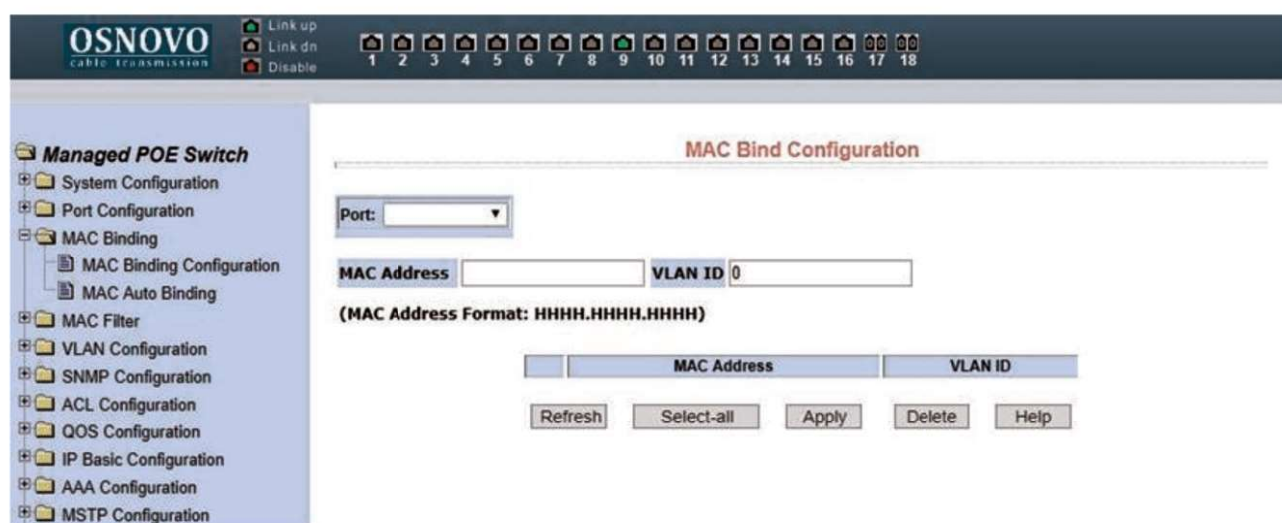 OSNOVO
cable transmission
Link up
Link dn
Disable
1 2 3 4 5 6 7 8 9 10 11 12 13 14 15 16 17 18
Managed POE Switch
System Configuration
Port Configuration
MAC Binding
MAC Binding Configuration
MAC Auto Binding
MAC Filter
VLAN Configuration
SNMP Configuration
ACL Configuration
QOS Configuration
IP Basic Configuration
AAA Configuration
MSTP Configuration
MAC Bind Configuration
Port:
MAC Address VLAN ID 0
(MAC Address Format: HHHH.HHHH.HHHH)
MAC Address VLAN ID
Refresh Select-all Apply Delete Help